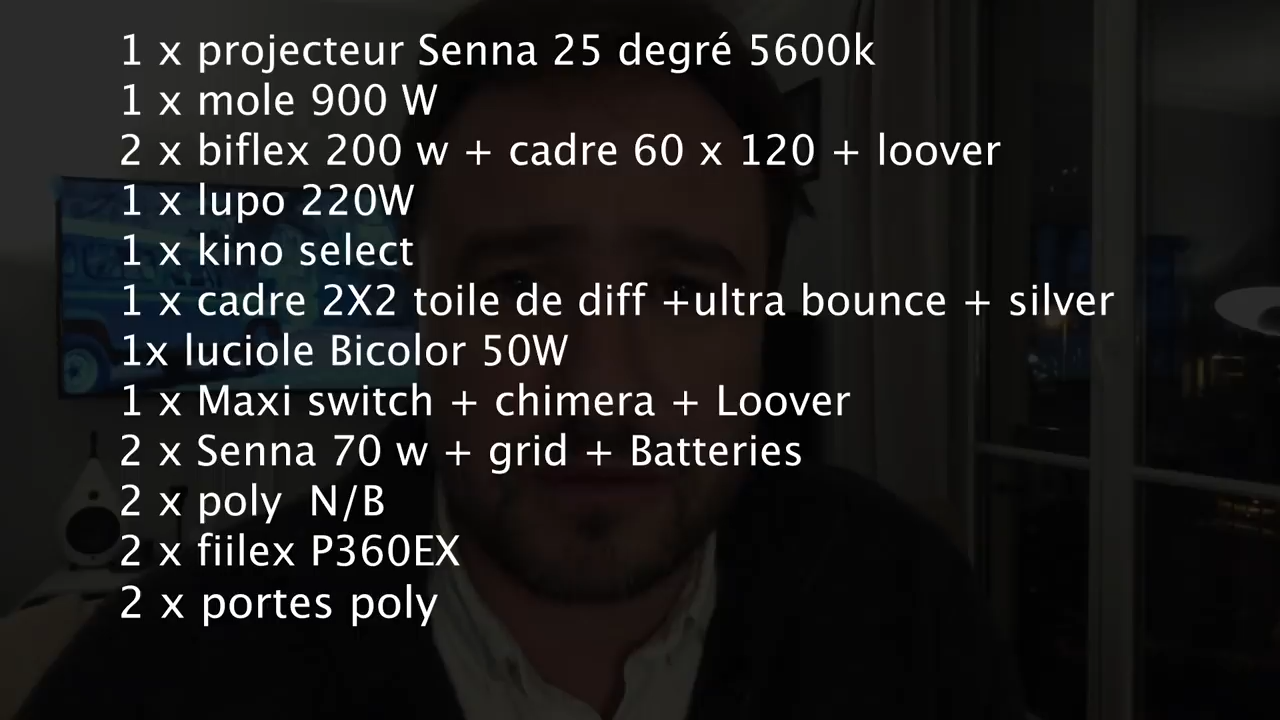 1 x projecteur Senna 25 degré 5600k
1 x mole 900 W
2 x biflex 200 w + cadre 60 x 120 + loover
1 x lupo 220W
1 x kino select
1 x cadre 2X2 toile de diff +ultra bounce + silver
1x luciole Bicolor 50W
1 x Maxi switch + chimera + Loover
2 x Senna 70 w + grid + Batteries
2 x poly  N/B
2 x fiilex P360EX
2 x portes poly